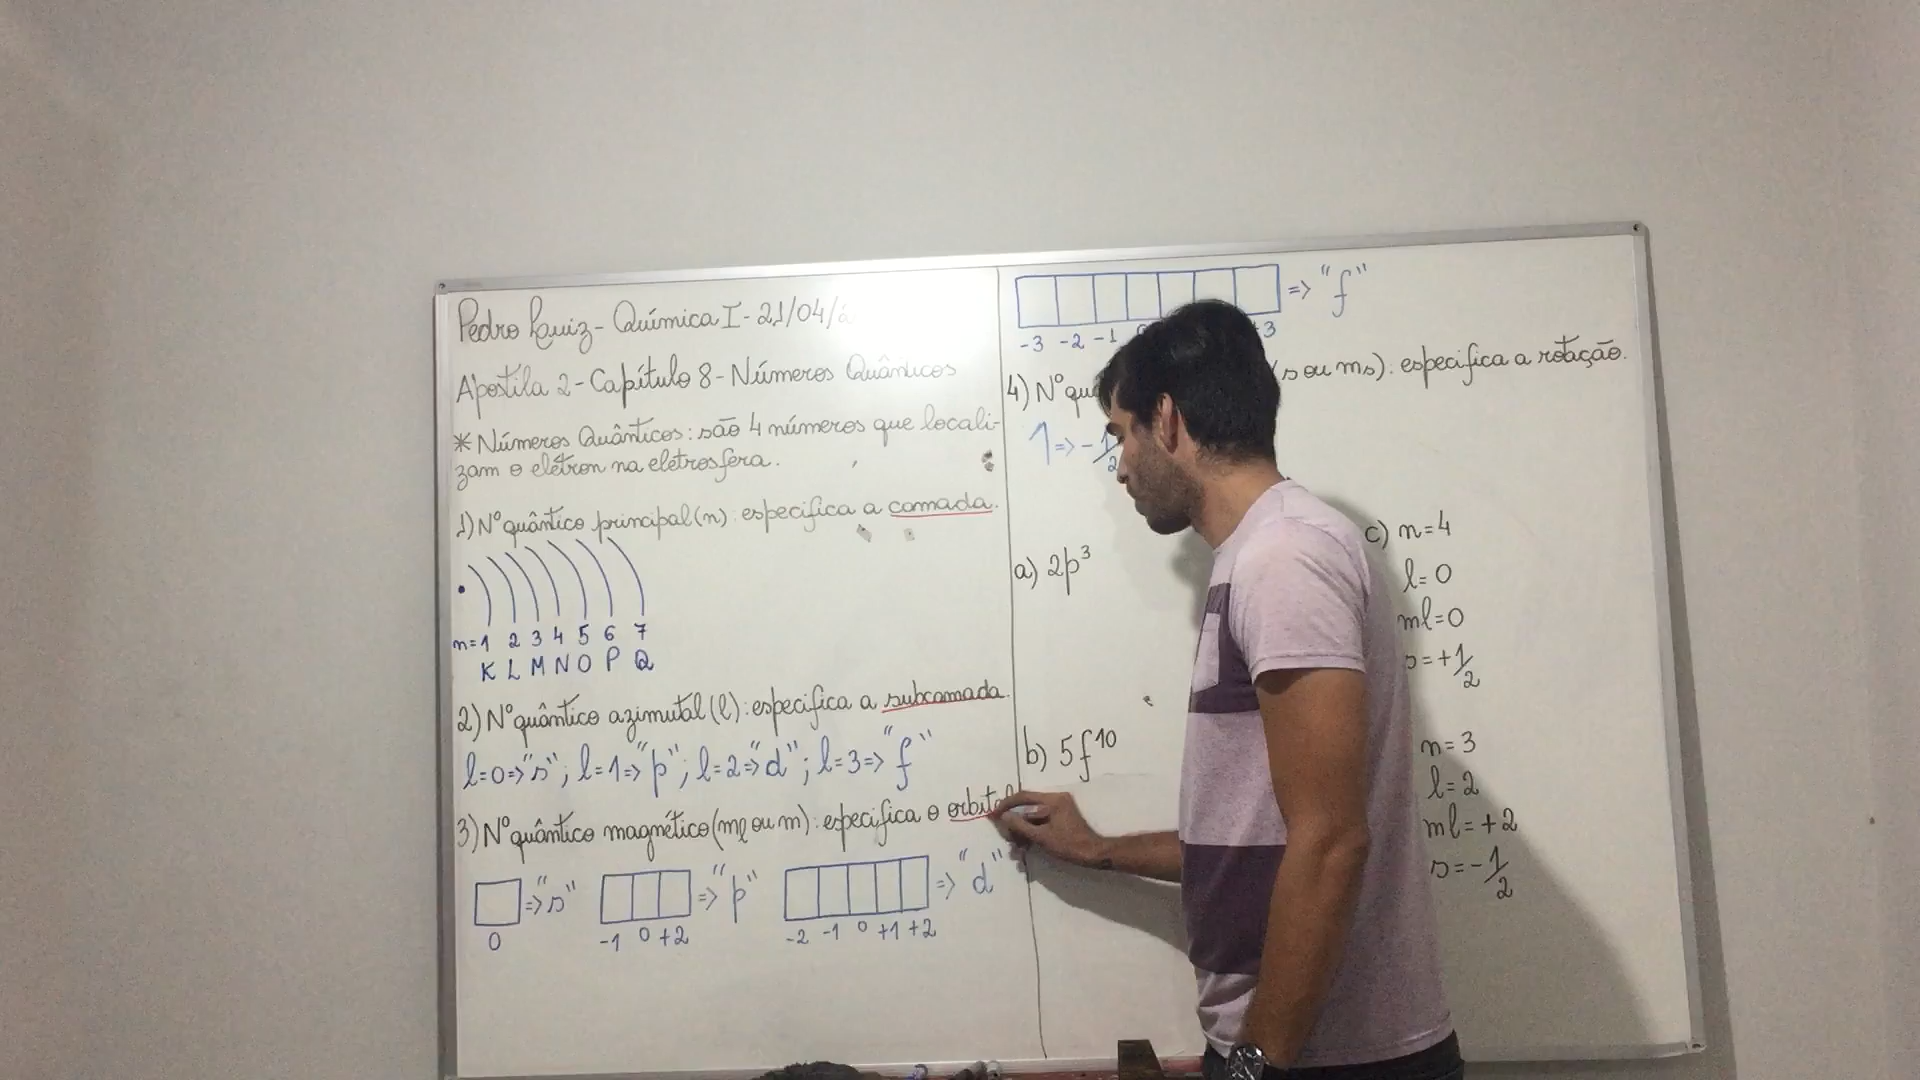 Pedro Luiz - Química I - 21/04/
Apostila 2 - Capítulo 8 - Números Quânticos
* Números Quânticos: são 4 números que locali-
zam o elétron na eletrosfera.
1) Nº quântico principal (n): especifica a camada.
n=1 2 3 4 5 6 7
K L M N O P Q
2) Nº quântico azimutal (l): especifica a subcamada.
l=0=>"s"; l=1=>"p"; l=2=>"d"; l=3=>"f"
3) Nº quântico magnético (ml ou m): especifica o orbital
=>"s" =>"p" =>"d"
0 -1 0 +2 -2 -1 0 +1 +2
=> "f"
-3 -2 -1 +3
4) Nº (s ou ms): especifica a rotação.
=> -1/2
a) 2p³
b) 5f¹⁰
c) n=4
l=0
ml=0
s=+1/2
n=3
l=2
ml=+2
s=-1/2